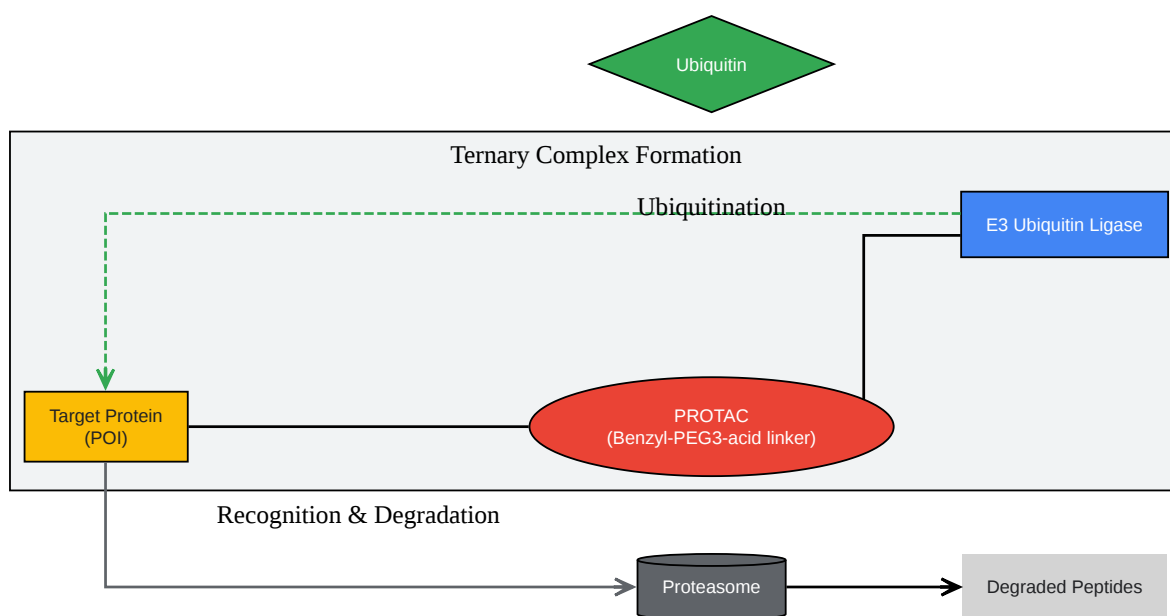 Ubiquitin
Ternary Complex Formation
Ubiquitination
E3 Ubiquitin Ligase
Target Protein
(POI)
PROTAC
(Benzyl-PEG3-acid linker)
Recognition & Degradation
Proteasome
Degraded Peptides